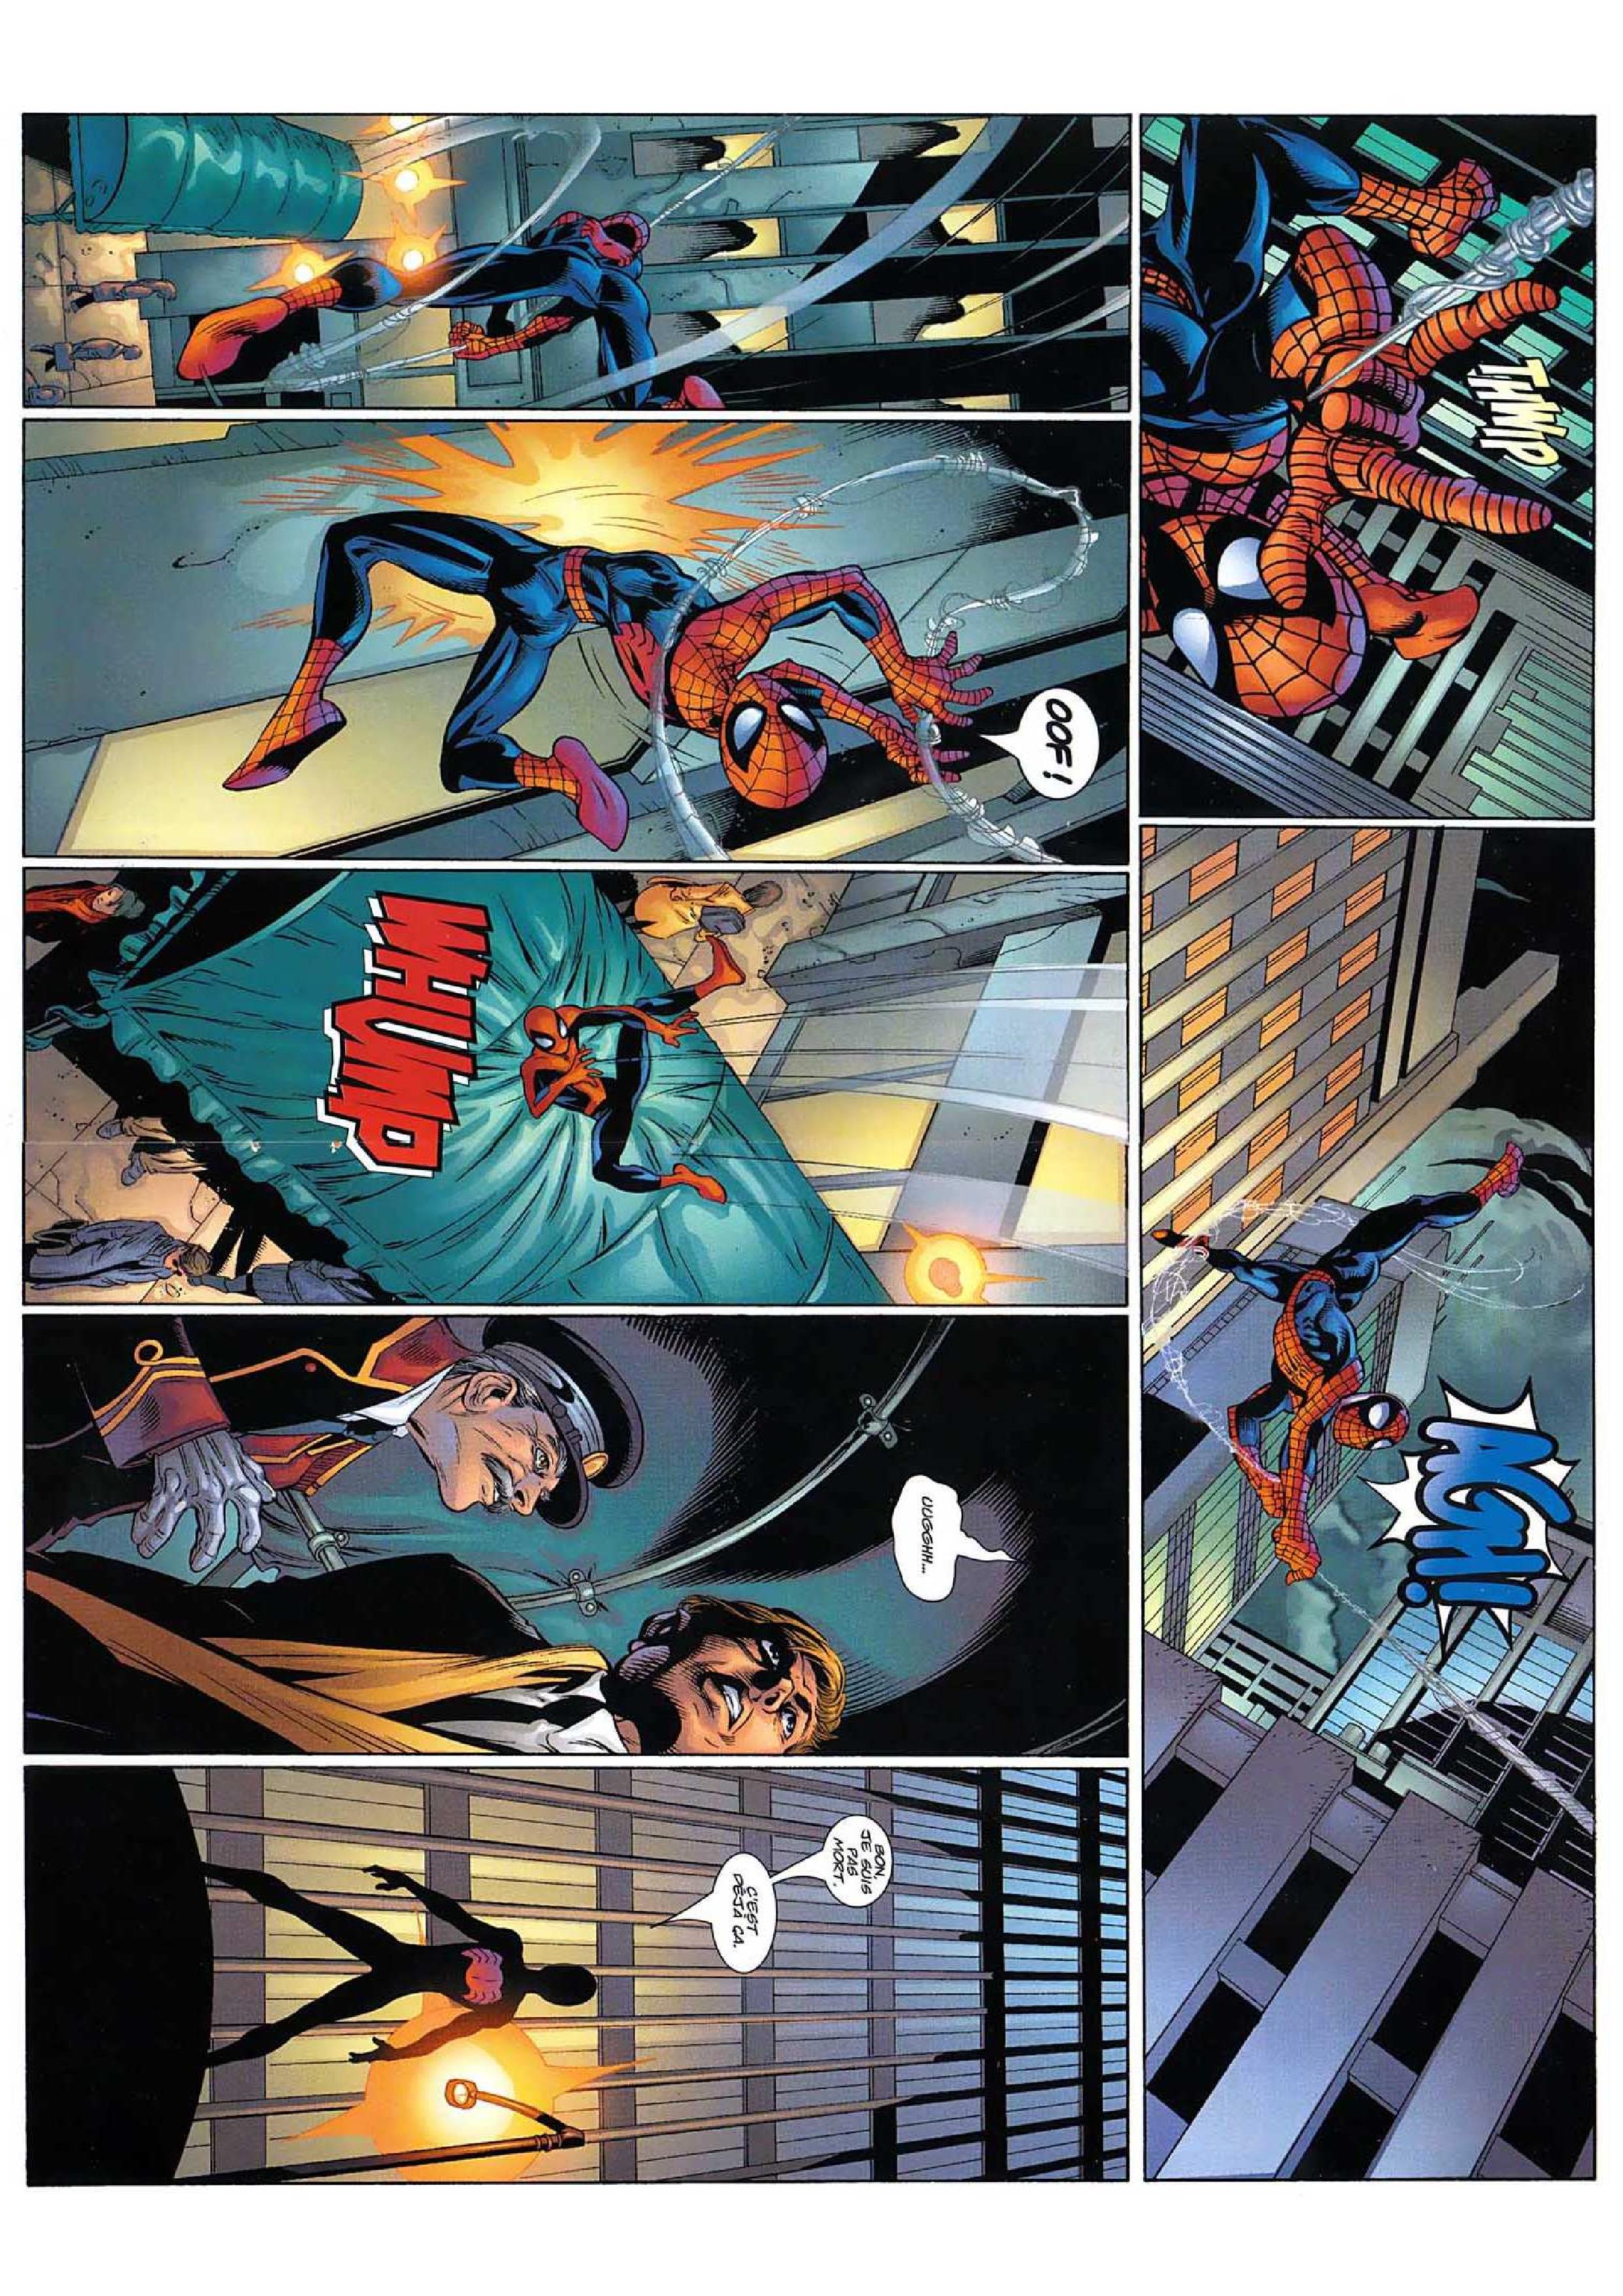 THWIP
AGH!
OOF!
WHUMP
UUGGHH...
BON,
JE SUIS
PAS
MORT.
C'EST
DÉJÀ ÇA.